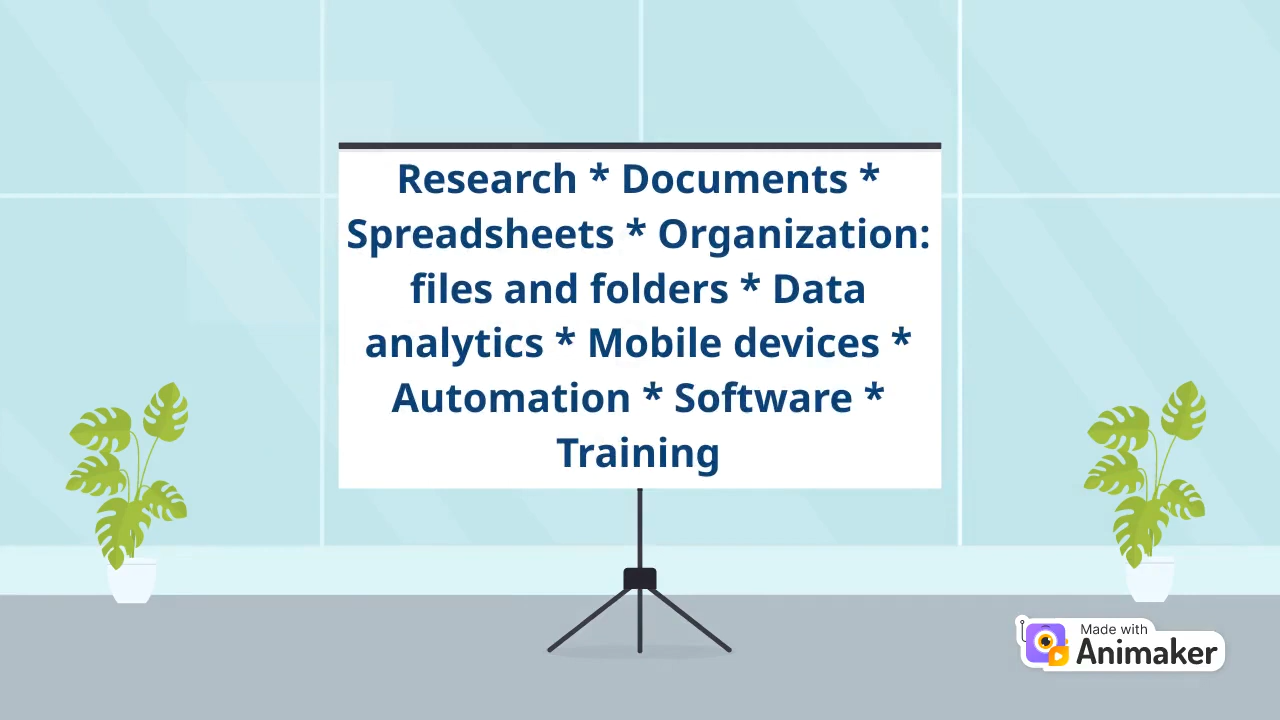 Research * Documents *
Spreadsheets * Organization:
files and folders * Data
analytics * Mobile devices *
Automation * Software *
Training
Made with
Animaker